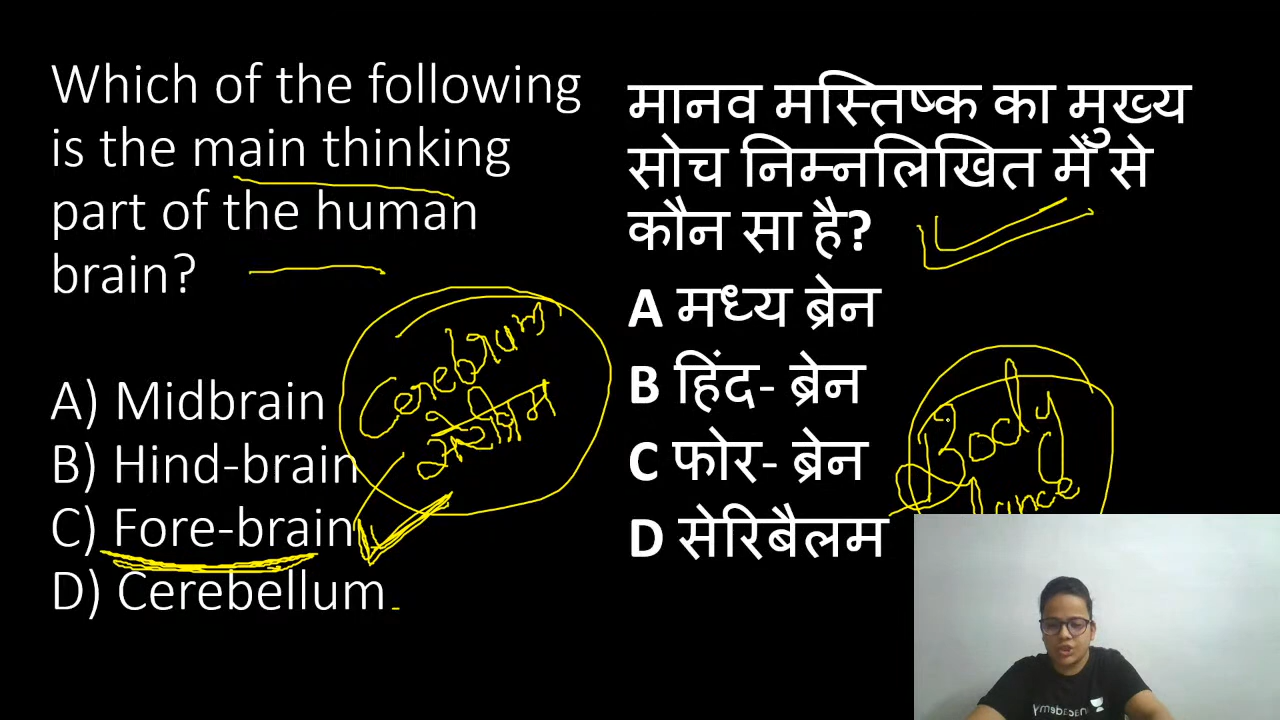 Which of the following
is the main thinking
part of the human
brain?
A) Midbrain
B) Hind-brain
C) Fore-brain
D) Cerebellum
Cerebrum
मानव मस्तिष्क का मुख्य
सोच निम्नलिखित में से
कौन सा है?
A मध्य ब्रेन
B हिंद- ब्रेन
C फोर- ब्रेन
D सेरिबैलम
Body
lance